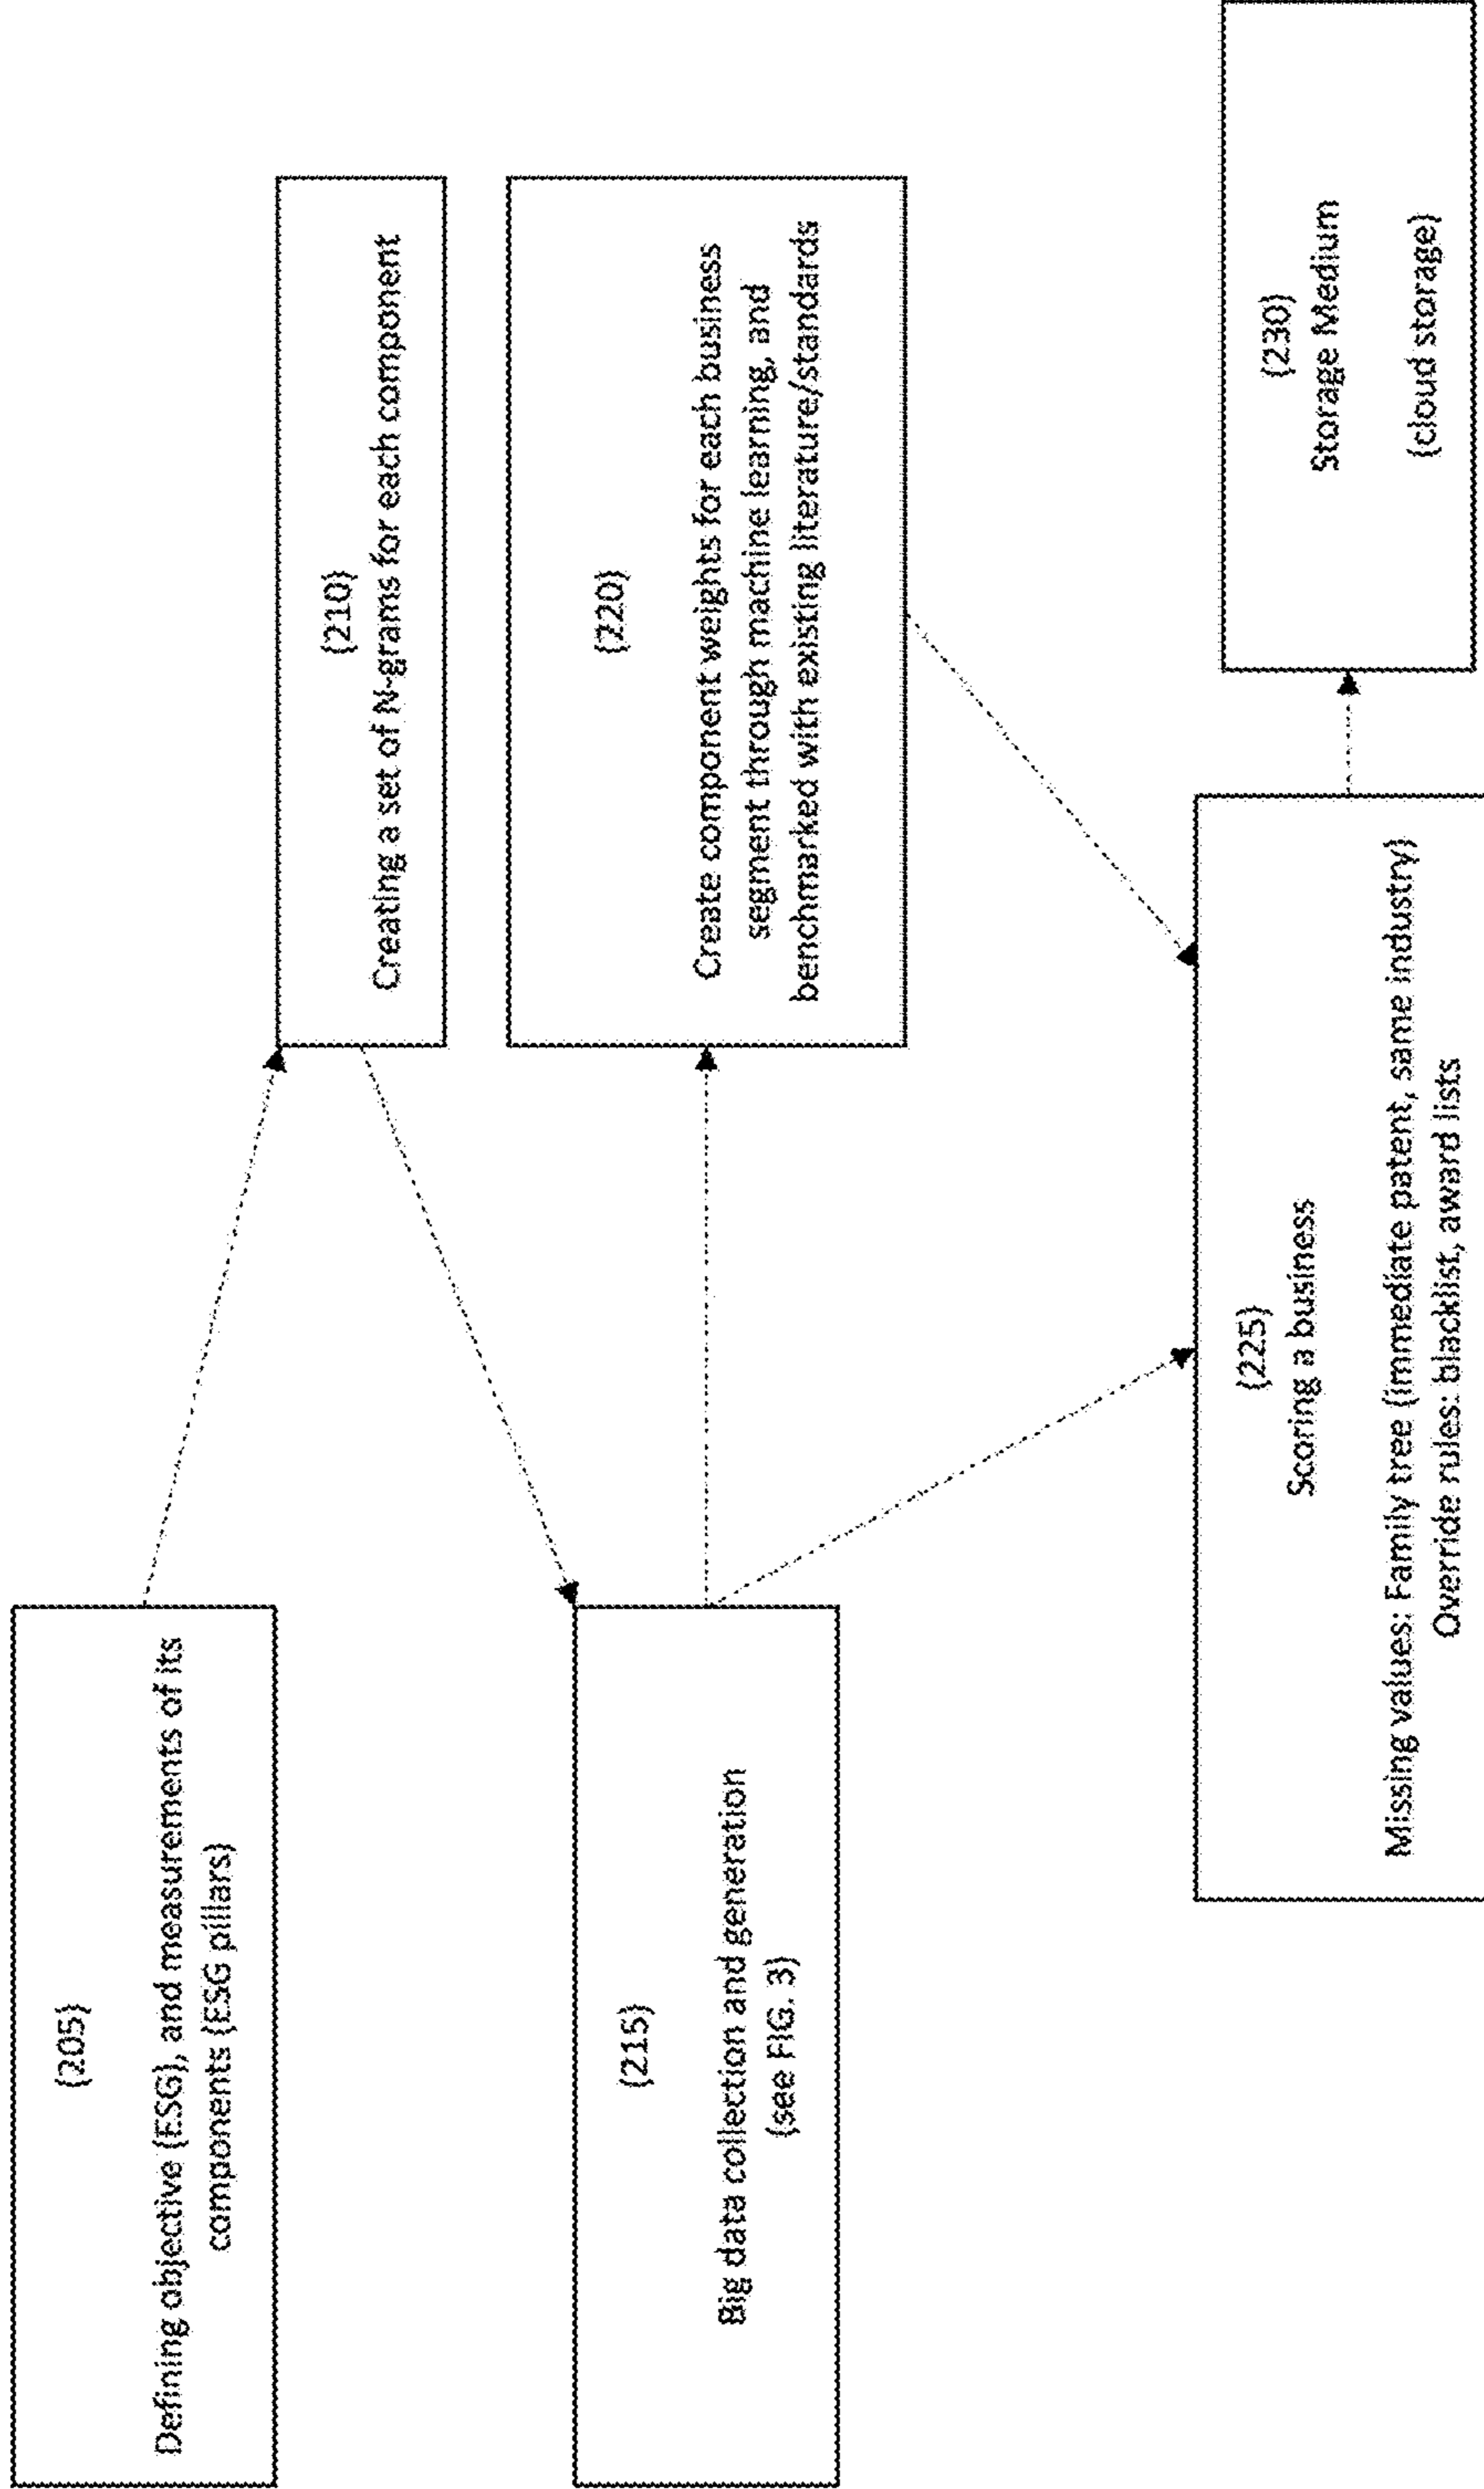 (205)
Defining objective (ESG), and measurements of its
components (ESG pillars)
(210)
Creating a set of N-grams for each component
(215)
Big data collection and generation
(see FIG. 3)
(220)
Create component weights for each business
segment through machine learning, and
benchmarked with existing literature/standards
(225)
Scoring a business
Missing values: Family tree (immediate patent, same industry)
Override rules: blacklist, award lists
(230)
Storage Medium
(cloud storage)